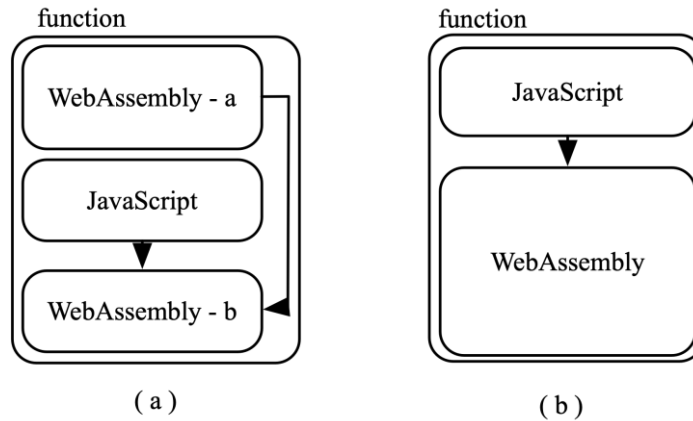 function
WebAssembly - a
JavaScript
WebAssembly - b
( a )
function
JavaScript
WebAssembly
( b )